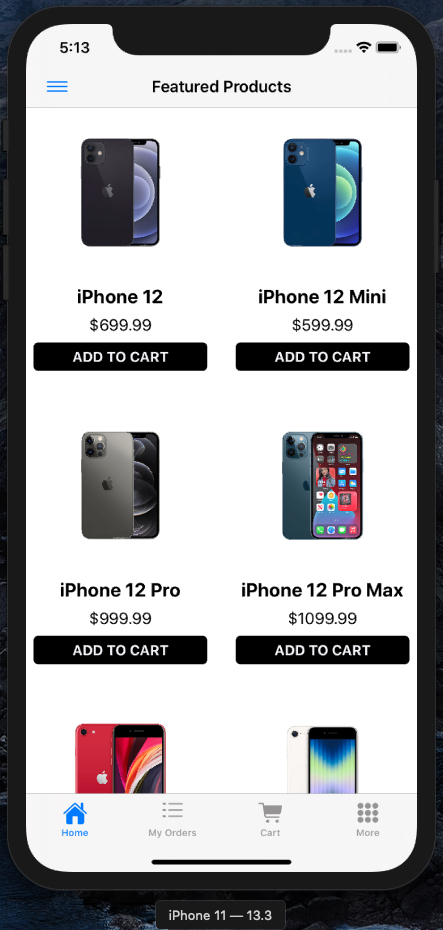 5:13
Featured Products
iPhone 12
iPhone 12 Mini
$699.99
$599.99
ADD TO CART
ADD TO CART
iPhone 12 Pro
iPhone 12 Pro Max
$999.99
$1099.99
ADD TO CART
ADD TO CART
Home
My Orders
Cart
More
iPhone 11 — 13.3